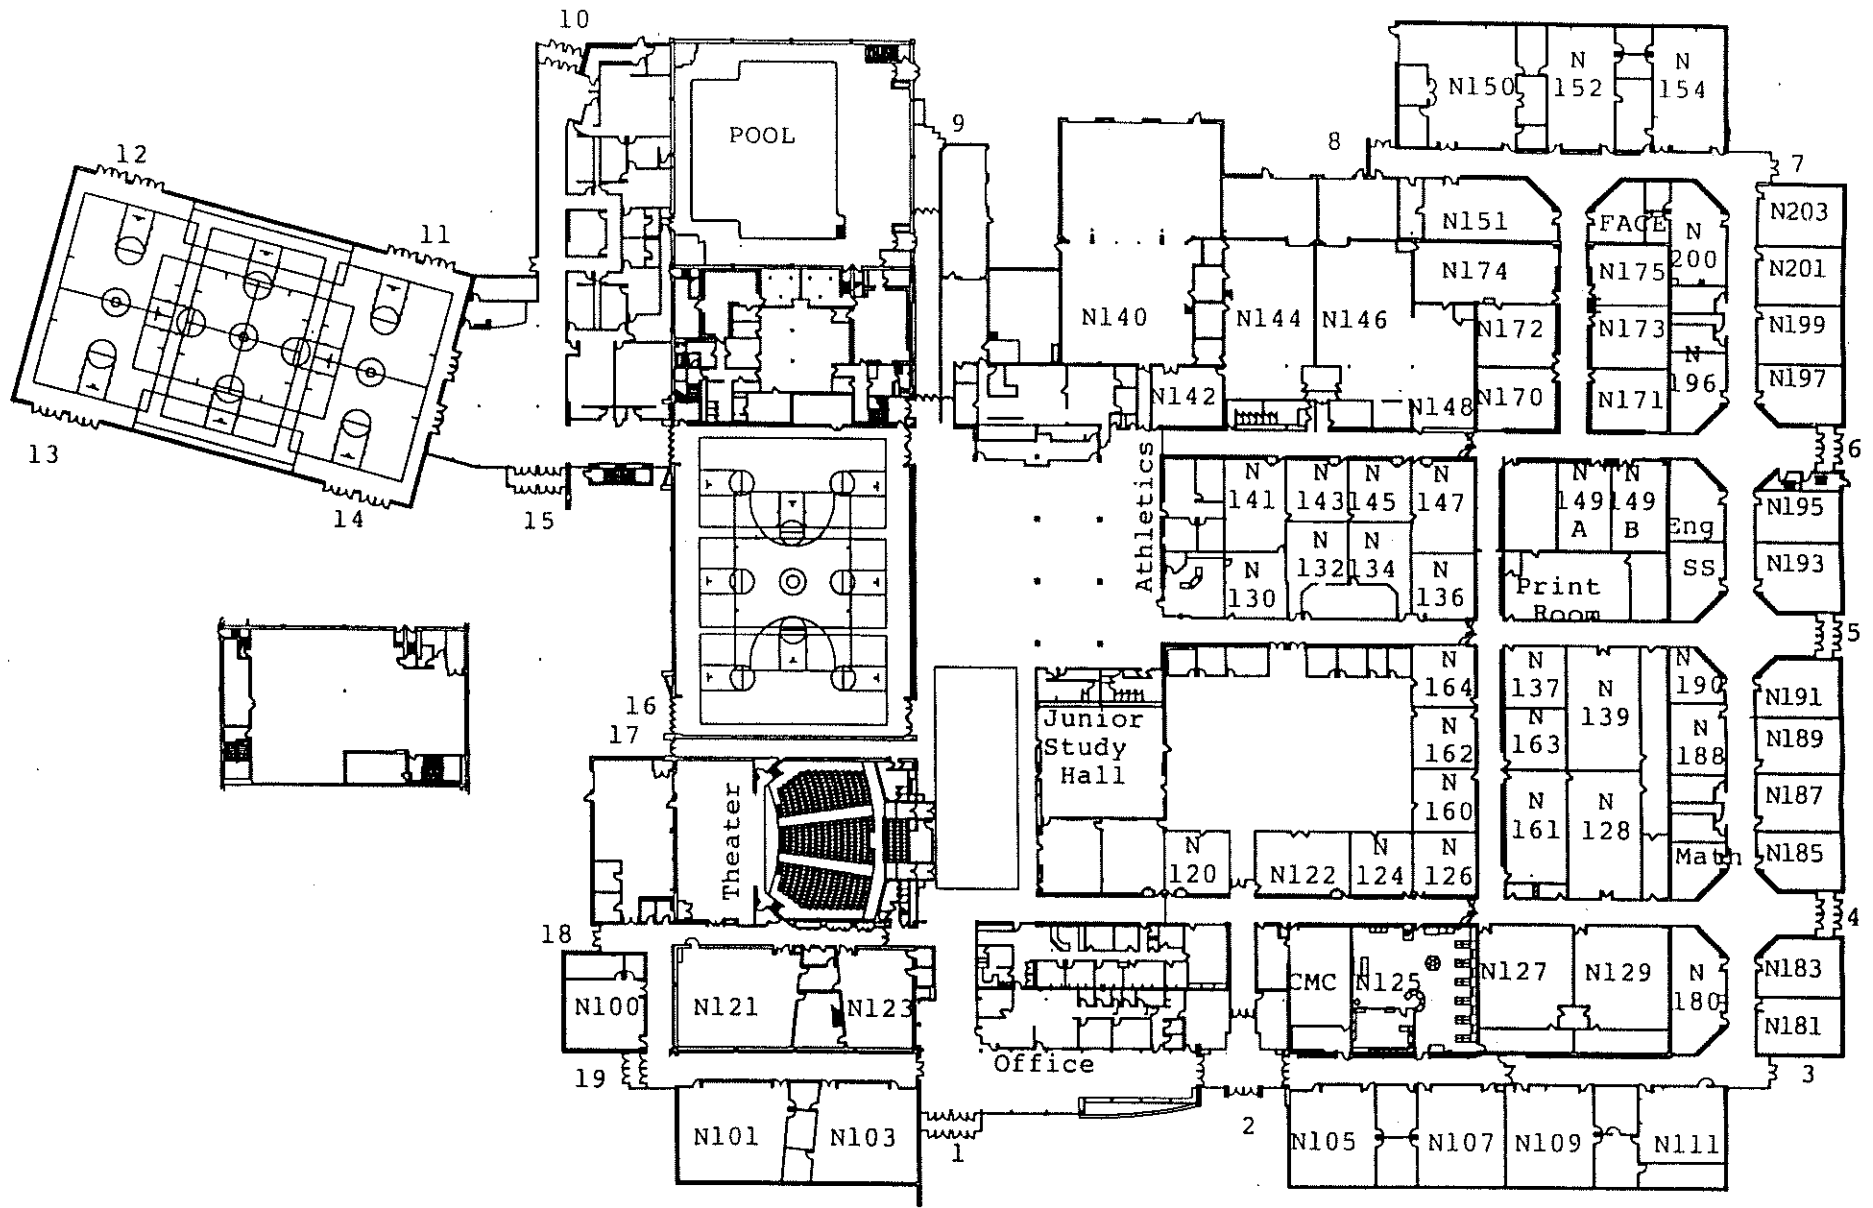 10
N
N
N150
152
154
POOL
9
8
12
7
11
N151
FACE
N
200
N203
N174
N175
N201
N140
N144
N146
N172
N173
N199
N
196
N142
N148
N170
N171
N197
13
14
15
6
Athletics
N
141
N
143
N
145
N
147
N
149
A
N
149
B
Eng
SS
N195
N193
N
130
N
132
N
134
N
136
Print
Room
5
16
17
Junior
Study
Hall
N
164
N
137
N
139
N
190
N191
N
162
N
163
N
188
N189
Theater
N
160
N
161
N
128
N187
N
120
N122
N
124
N
126
Math
N185
4
18
N100
N121
N123
CMC
N125
N127
N129
N
180
N183
N181
Office
19
3
2
1
N101
N103
N105
N107
N109
N111